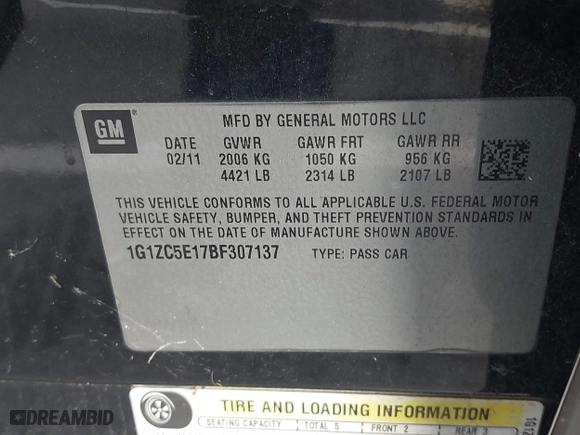 GM
MFD BY GENERAL MOTORS LLC
DATE GVWR GAWR FRT GAWR RR
02/11 2006 KG 1050 KG 956 KG
4421 LB 2314 LB 2107 LB
THIS VEHICLE CONFORMS TO ALL APPLICABLE U.S. FEDERAL MOTOR
VEHICLE SAFETY, BUMPER, AND THEFT PREVENTION STANDARDS IN
EFFECT ON THE DATE OF MANUFACTURE SHOWN ABOVE.
1G1ZC5E17BF307137 TYPE: PASS CAR
TIRE AND LOADING INFORMATION
SEATING CAPACITY TOTAL 5 FRONT 2 REAR 3
1G1Z
DREAMBID